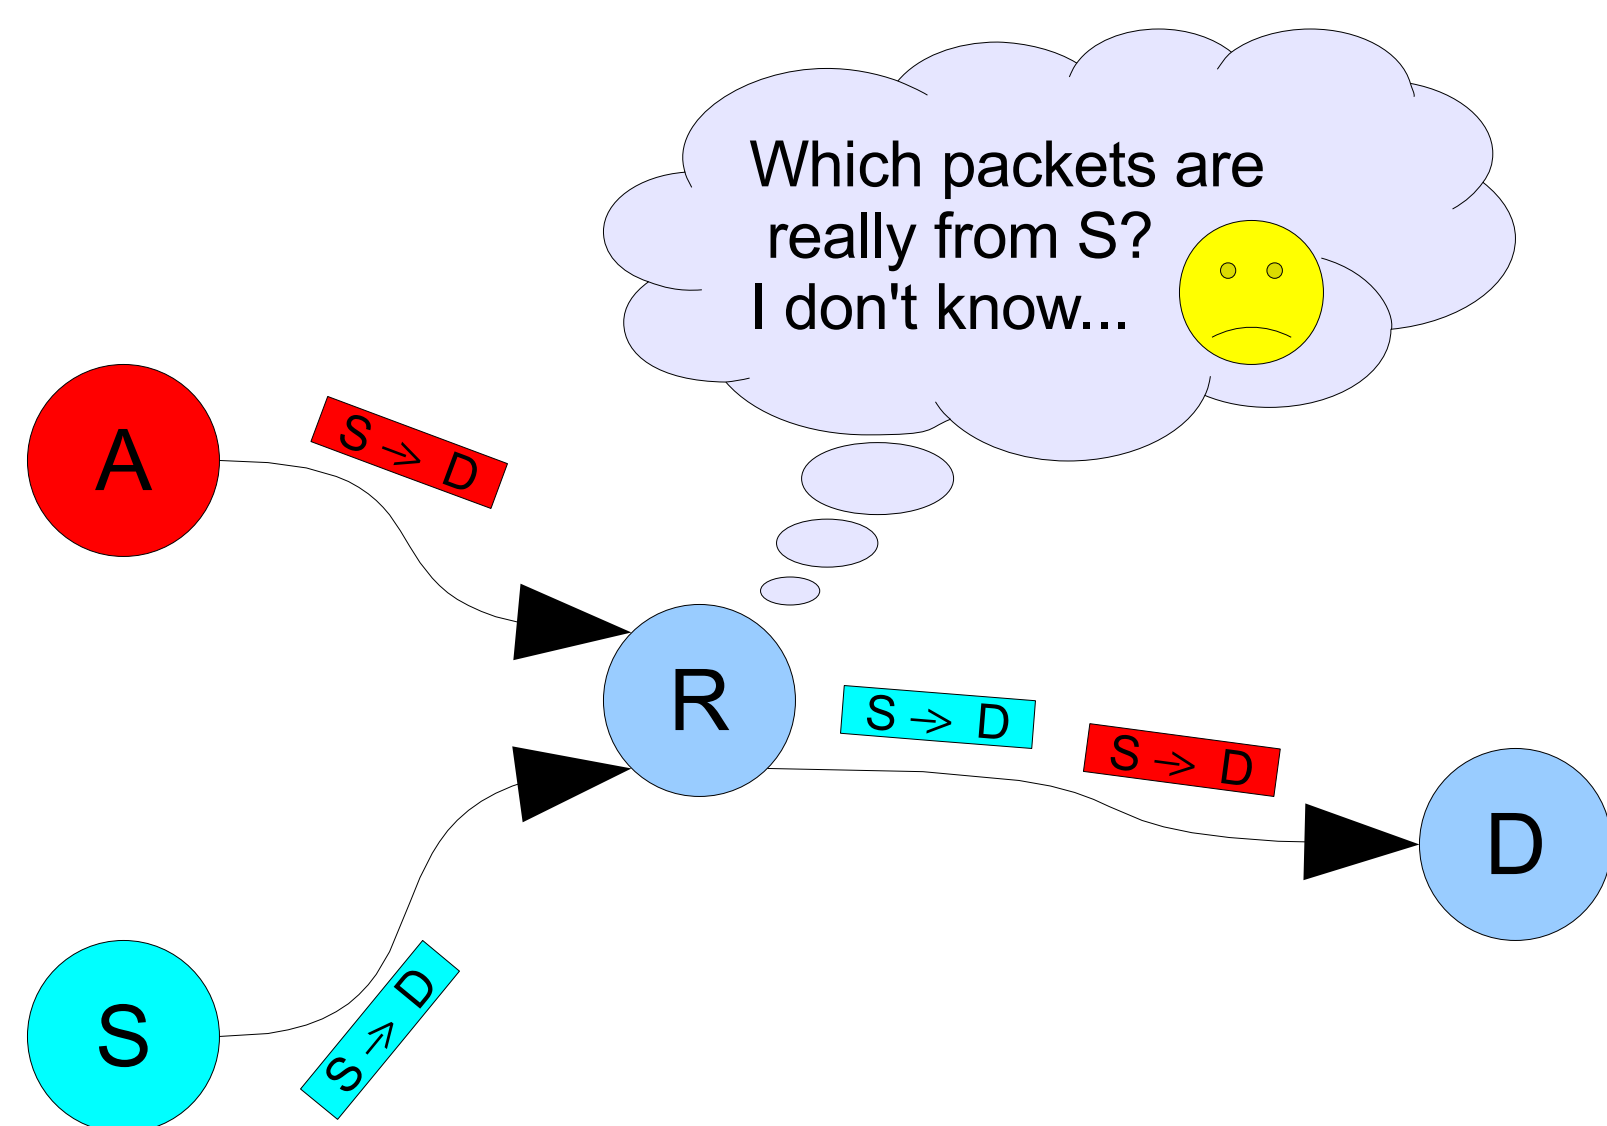 Which packets are
really from S?
I don't know...
A
S -> D
R
S -> D
S -> D
D
S
S -> D